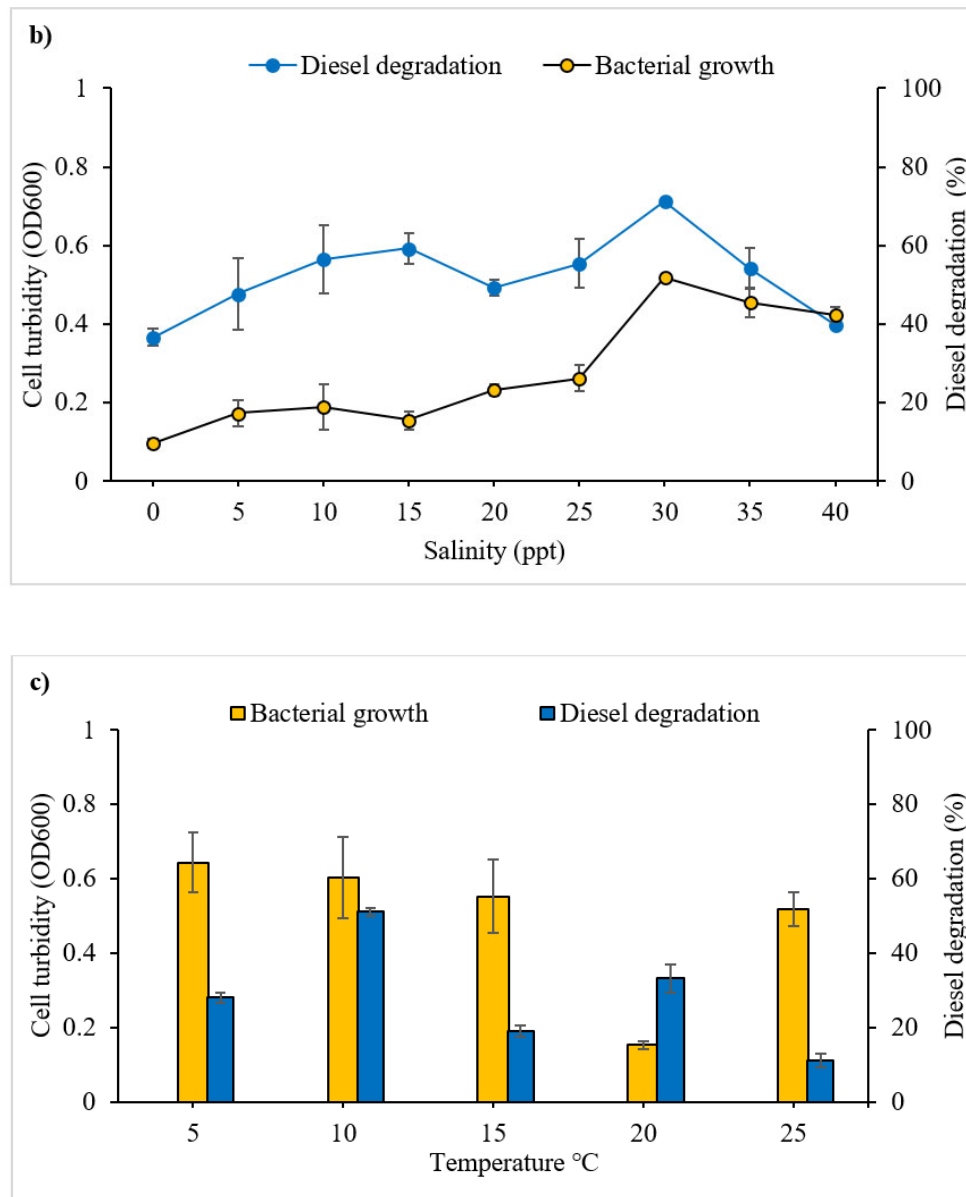 b)
Diesel degradation
Bacterial growth
1
0.8
0.6
0.4
0.2
0
Cell turbidity (OD600)
100
80
60
40
20
0
Diesel degradation (%)
0 5 10 15 20 25 30 35 40
Salinity (ppt)
c)
Bacterial growth
Diesel degradation
1
0.8
0.6
0.4
0.2
0
Cell turbidity (OD600)
100
80
60
40
20
0
Diesel degradation (%)
5 10 15 20 25
Temperature °C